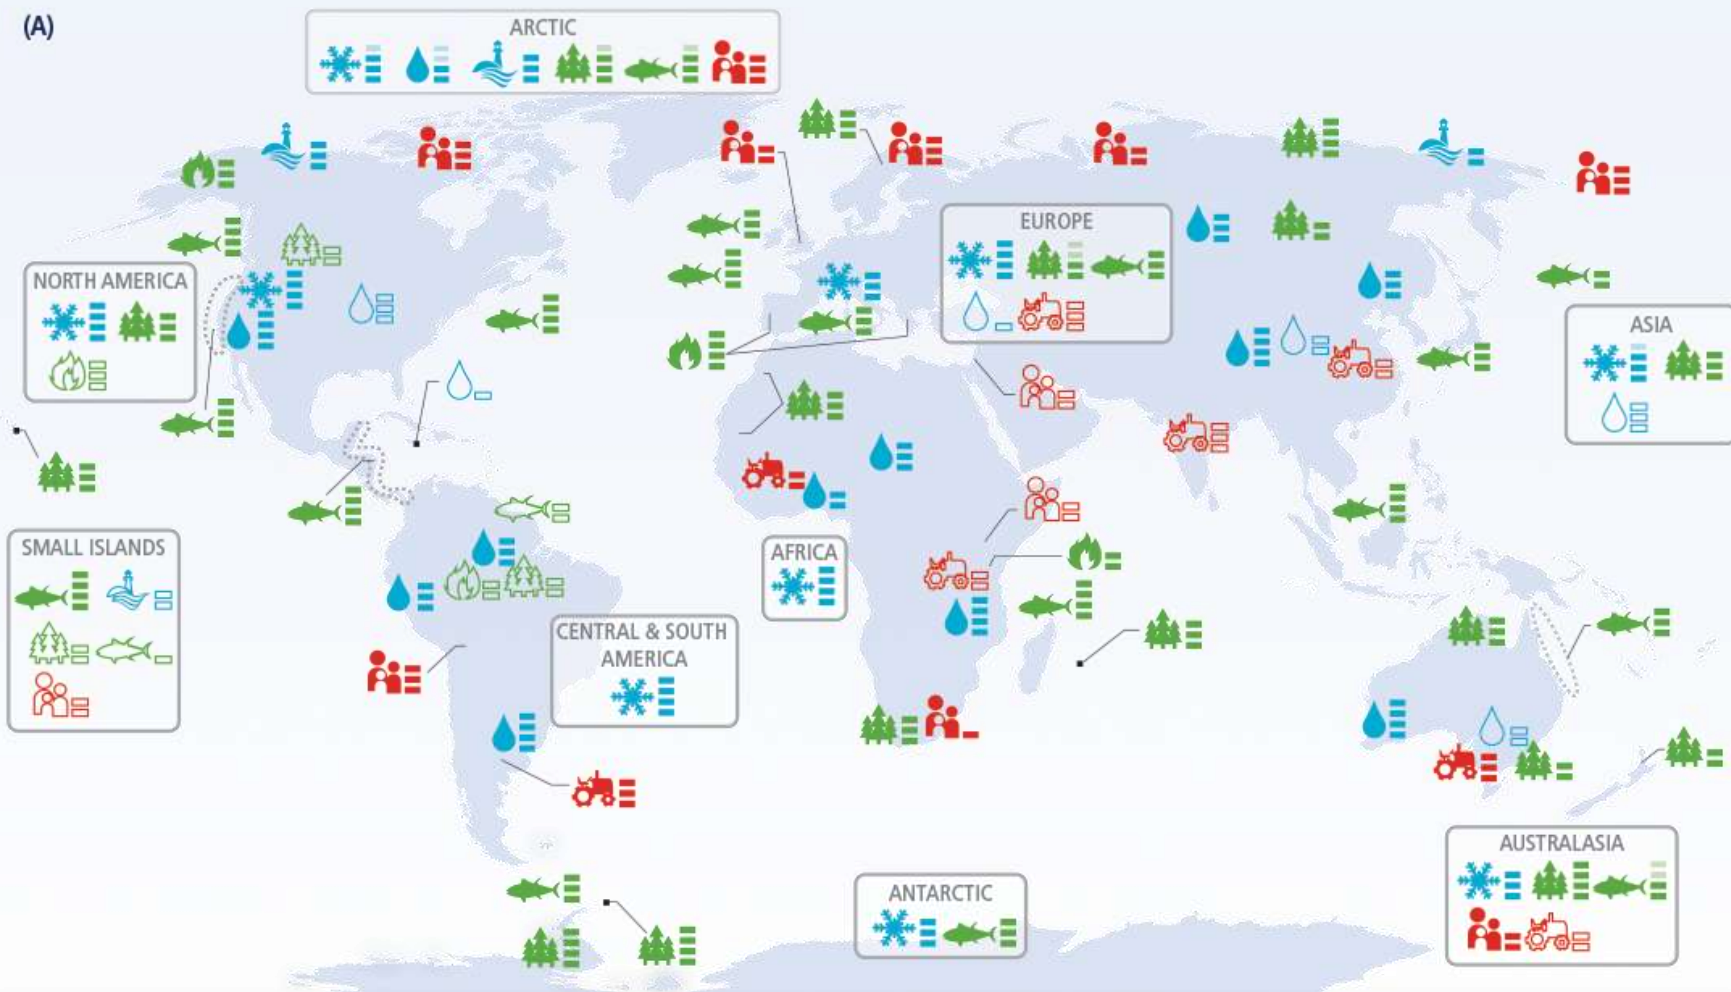 (A)
ARCTIC
EUROPE
NORTH AMERICA
ASIA
SMALL ISLANDS
AFRICA
CENTRAL & SOUTH
AMERICA
AUSTRALASIA
ANTARCTIC